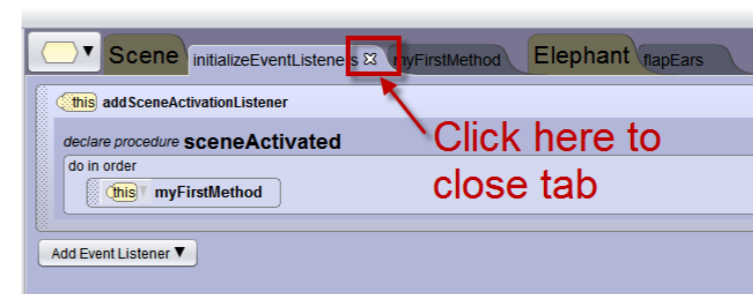 Scene initializeEventListeners myFirstMethod Elephant flapEars
this addSceneActivationListener
declare procedure sceneActivated
do in order
this myFirstMethod
Click here to
close tab
Add Event Listener